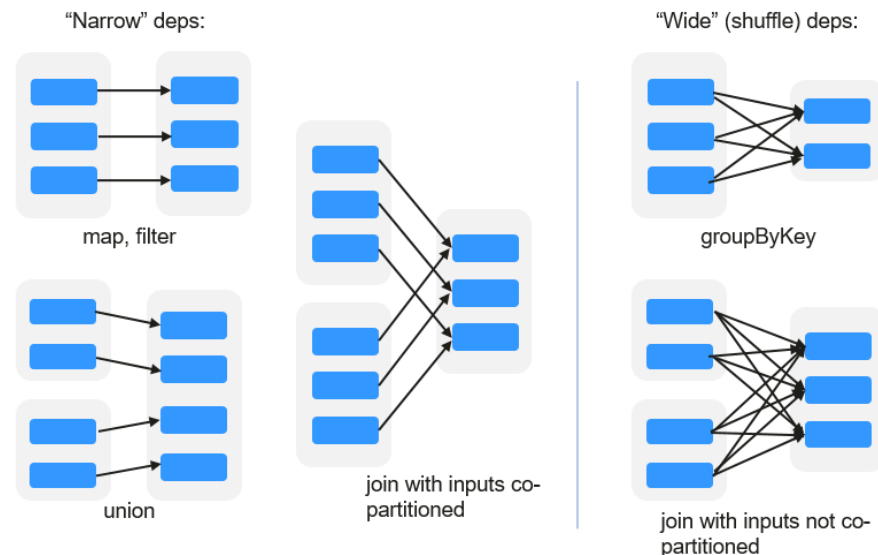 “Narrow” deps:
“Wide” (shuffle) deps:
map, filter
groupByKey
union
join with inputs co-
partitioned
join with inputs not co-
partitioned